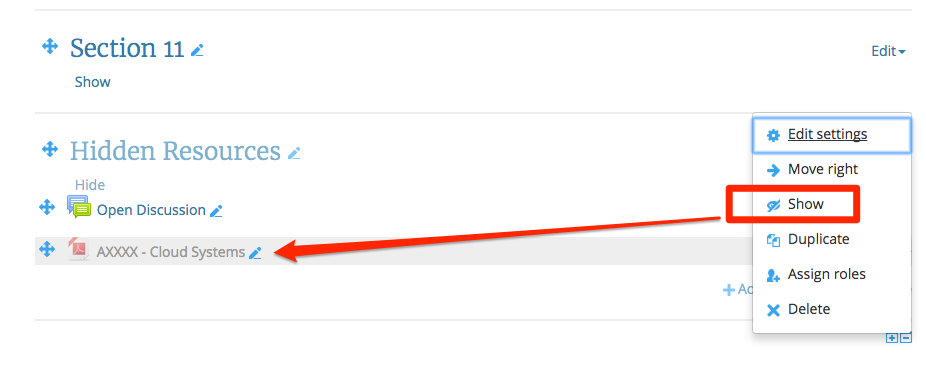 Section 11
Edit
Show
Hidden Resources
Hide
Open Discussion
AXXXX - Cloud Systems
Edit settings
Move right
Show
Duplicate
Assign roles
Delete